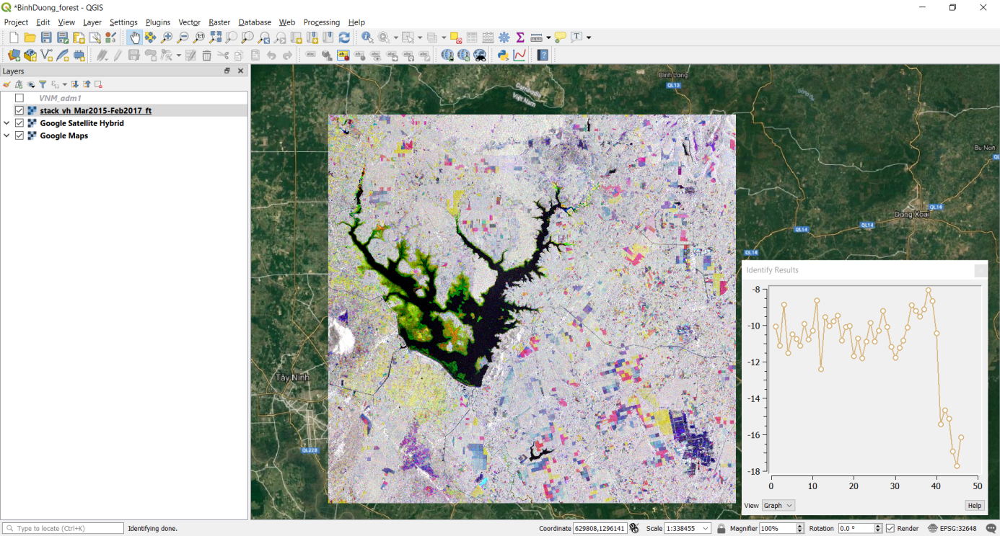 *BinhDuong_forest - QGIS
Project Edit View Layer Settings Plugins Vector Raster Database Web Processing Help
Layers
VNM_adm1
stack_vh_Mar2015-Feb2017_ft
Google Satellite Hybrid
Google Maps
Binh Long
QL13
Cambodia
Việt Nam
Bu Nan
QL14
Dong Xoai
QL14
QL14
QL14
Tây Ninh
QL22B
Identify Results
-8
-10
-12
-14
-16
-18
0 10 20 30 40 50
View Graph Help
Type to locate (Ctrl+K) Identifying done. Coordinate 629808,1296141 Scale 1:338455 Magnifier 100% Rotation 0.0 ° Render EPSG:32648